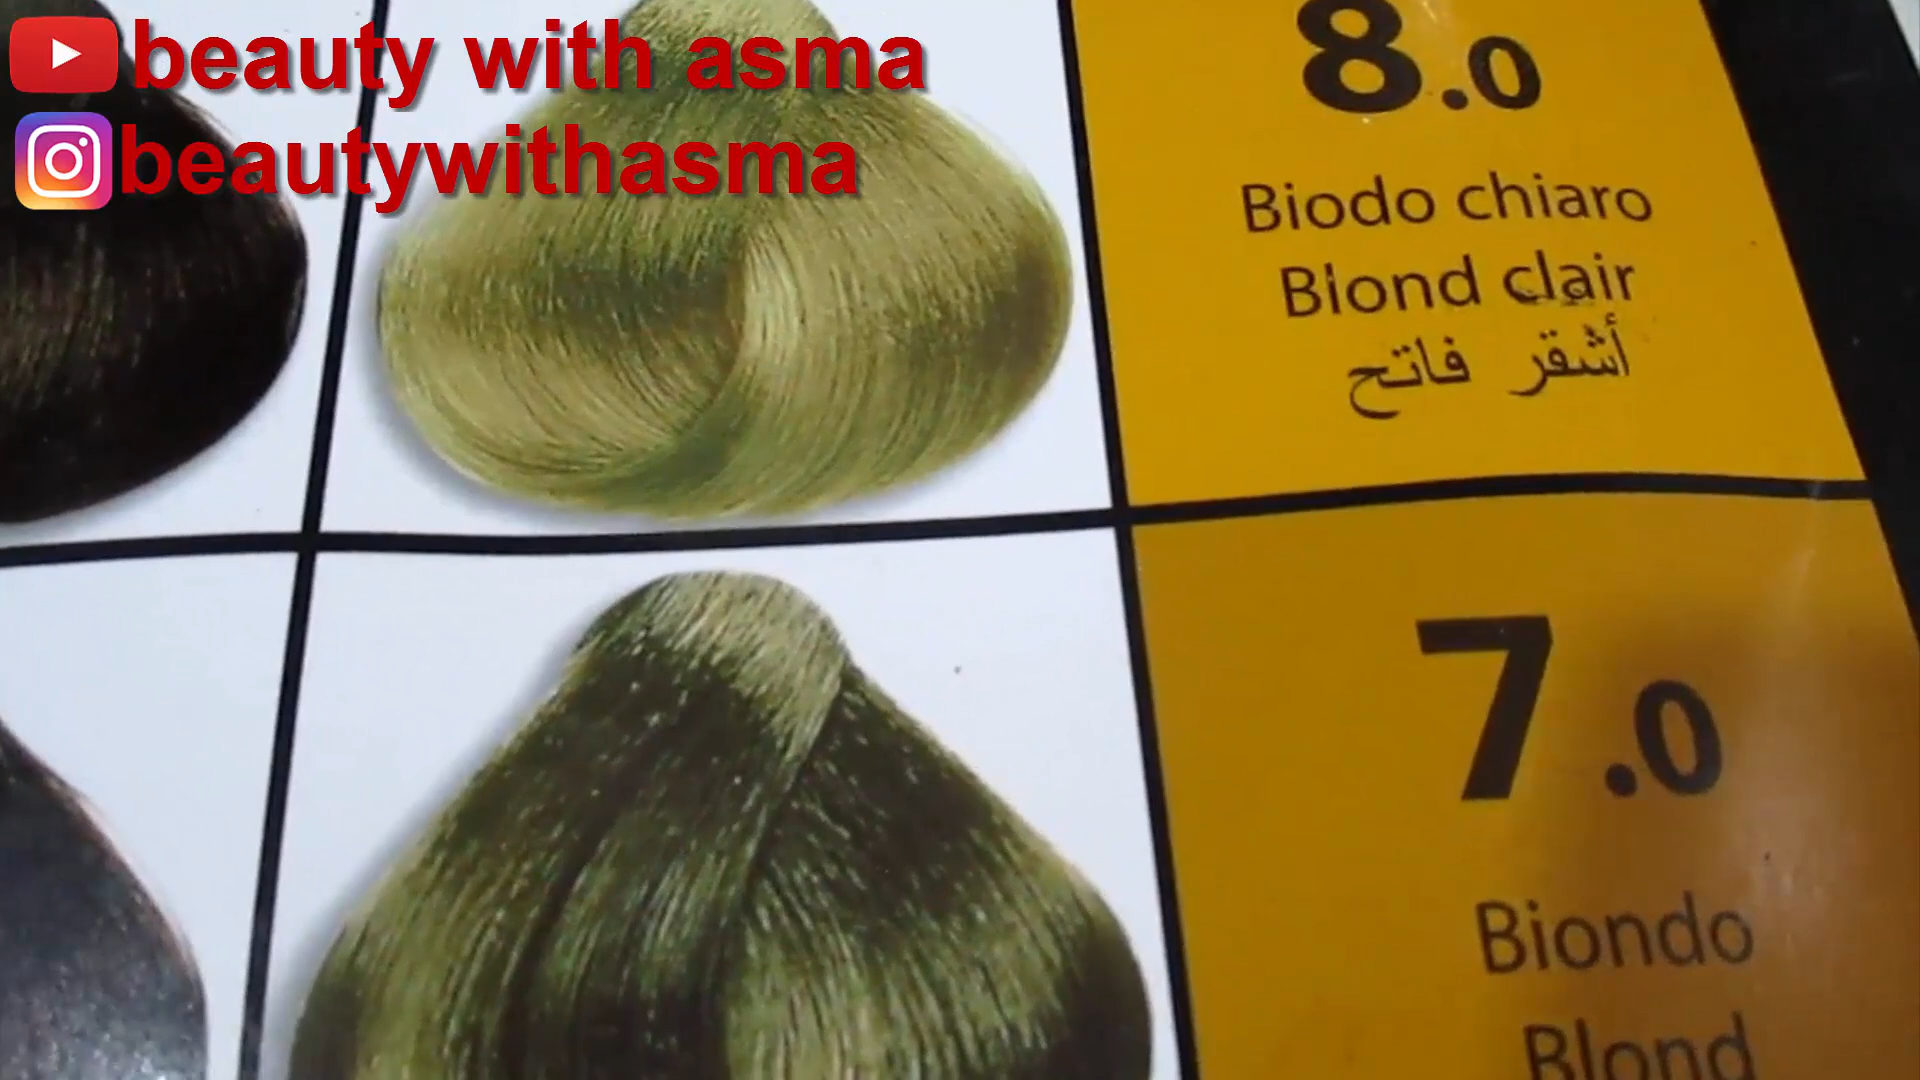 beauty with asma
beautywithasma
8.0
Biodo chiaro
Blond clair
أشقر فاتح
7.0
Biondo
Blond